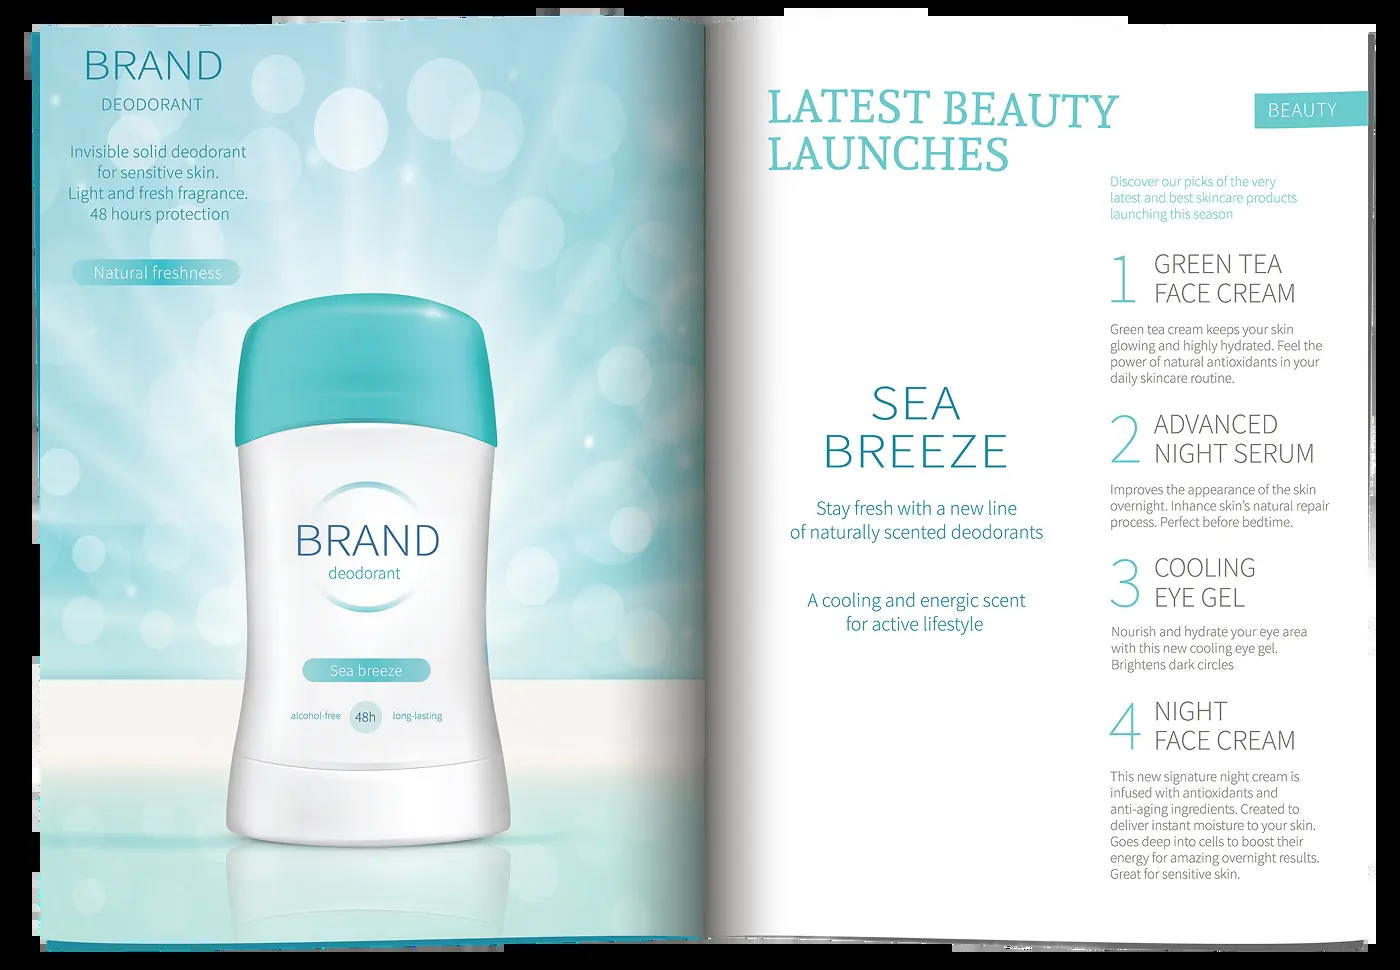 BRAND
DEODORANT
Invisible solid deodorant
for sensitive skin.
Light and fresh fragrance.
48 hours protection
Natural freshness
BRAND
deodorant
Sea breeze
alcohol-free 48h long-lasting
LATEST BEAUTY
LAUNCHES
BEAUTY
SEA
BREEZE
Stay fresh with a new line
of naturally scented deodorants
A cooling and energic scent
for active lifestyle
Discover our picks of the very
latest and best skincare products
launching this season
1 GREEN TEA
FACE CREAM
Green tea cream keeps your skin
glowing and highly hydrated. Feel the
power of natural antioxidants in your
daily skincare routine.
2 ADVANCED
NIGHT SERUM
Improves the appearance of the skin
overnight. Inhance skin's natural repair
process. Perfect before bedtime.
3 COOLING
EYE GEL
Nourish and hydrate your eye area
with this new cooling eye gel.
Brightens dark circles
4 NIGHT
FACE CREAM
This new signature night cream is
infused with antioxidants and
anti-aging ingredients. Created to
deliver instant moisture to your skin.
Goes deep into cells to boost their
energy for amazing overnight results.
Great for sensitive skin.